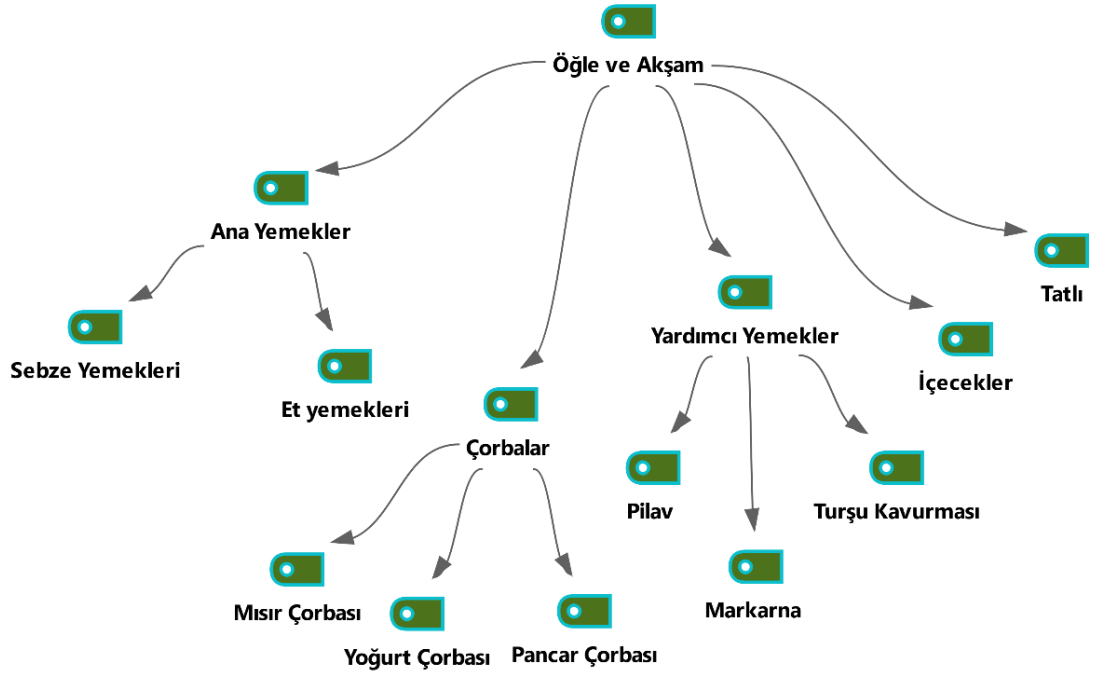 Öğle ve Akşam
Ana Yemekler
Tatlı
Yardımcı Yemekler
Sebze Yemekleri
İçecekler
Et yemekleri
Çorbalar
Pilav
Turşu Kavurması
Mısır Çorbası
Markarna
Yoğurt Çorbası
Pancar Çorbası